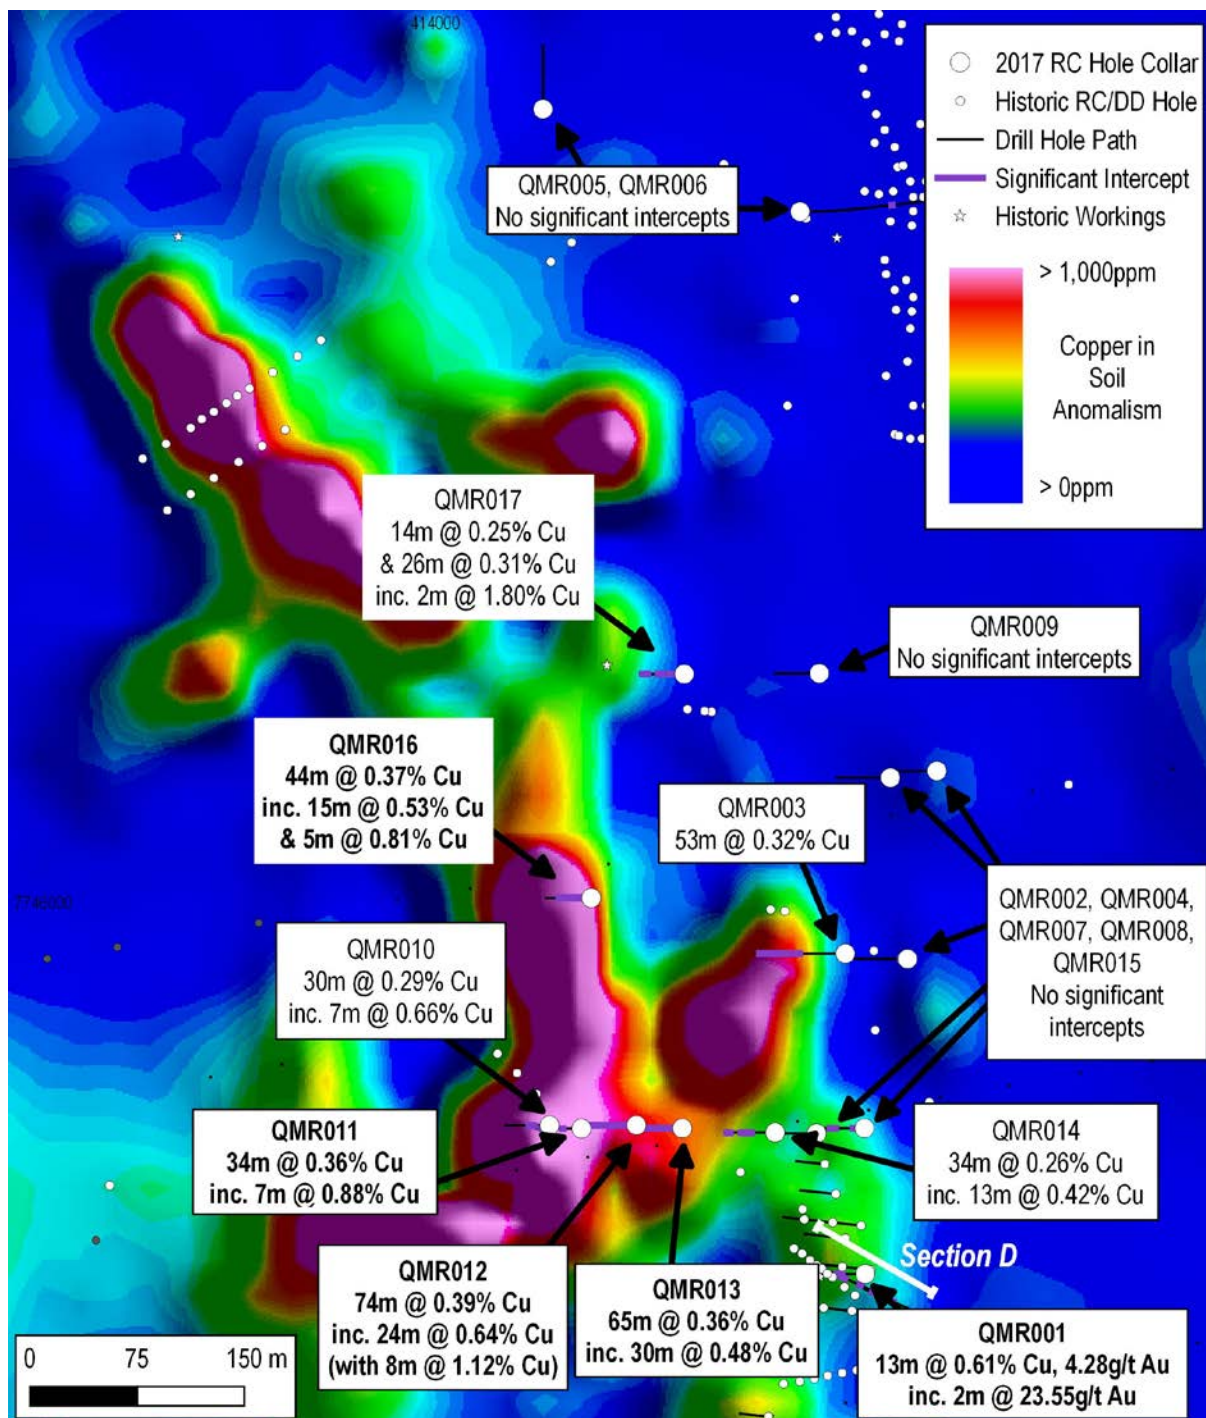 414000
2017 RC Hole Collar
Historic RC/DD Hole
Drill Hole Path
Significant Intercept
Historic Workings
> 1,000ppm
Copper in
Soil
Anomalism
> 0ppm
QMR005, QMR006
No significant intercepts
QMR017
14m @ 0.25% Cu
& 26m @ 0.31% Cu
inc. 2m @ 1.80% Cu
QMR009
No significant intercepts
QMR016
44m @ 0.37% Cu
inc. 15m @ 0.53% Cu
& 5m @ 0.81% Cu
QMR003
53m @ 0.32% Cu
7746000
QMR002, QMR004,
QMR007, QMR008,
QMR015
No significant
intercepts
QMR010
30m @ 0.29% Cu
inc. 7m @ 0.66% Cu
QMR011
34m @ 0.36% Cu
inc. 7m @ 0.88% Cu
QMR014
34m @ 0.26% Cu
inc. 13m @ 0.42% Cu
Section D
QMR012
74m @ 0.39% Cu
inc. 24m @ 0.64% Cu
(with 8m @ 1.12% Cu)
QMR013
65m @ 0.36% Cu
inc. 30m @ 0.48% Cu
QMR001
13m @ 0.61% Cu, 4.28g/t Au
inc. 2m @ 23.55g/t Au
0 75 150 m